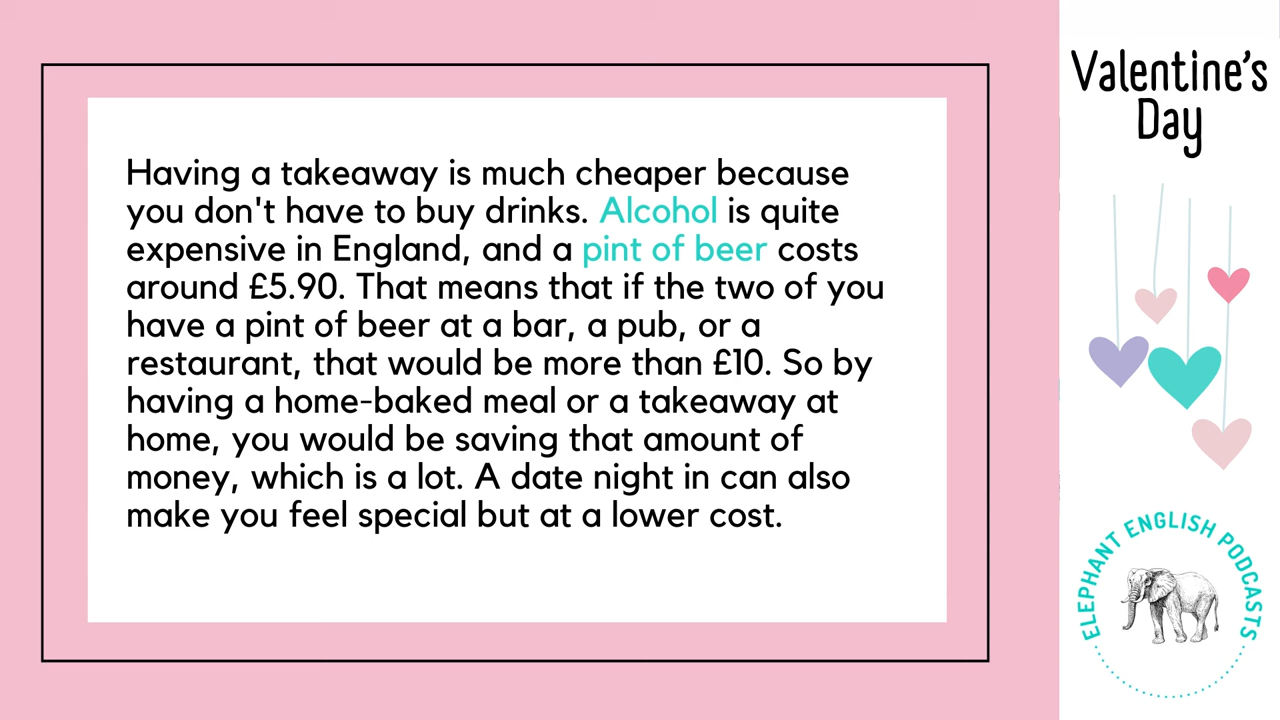 Having a takeaway is much cheaper because
you don't have to buy drinks. Alcohol is quite
expensive in England, and a pint of beer costs
around £5.90. That means that if the two of you
have a pint of beer at a bar, a pub, or a
restaurant, that would be more than £10. So by
having a home-baked meal or a takeaway at
home, you would be saving that amount of
money, which is a lot. A date night in can also
make you feel special but at a lower cost.
Valentine's
Day
ELEPHANT ENGLISH PODCASTS